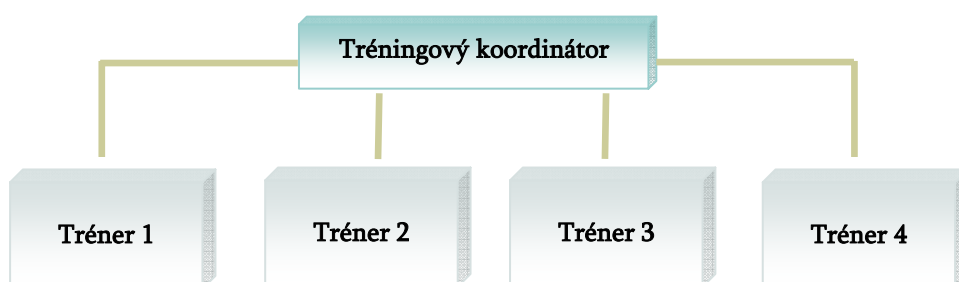 Tréningový koordinátor
Tréner 1
Tréner 2
Tréner 3
Tréner 4